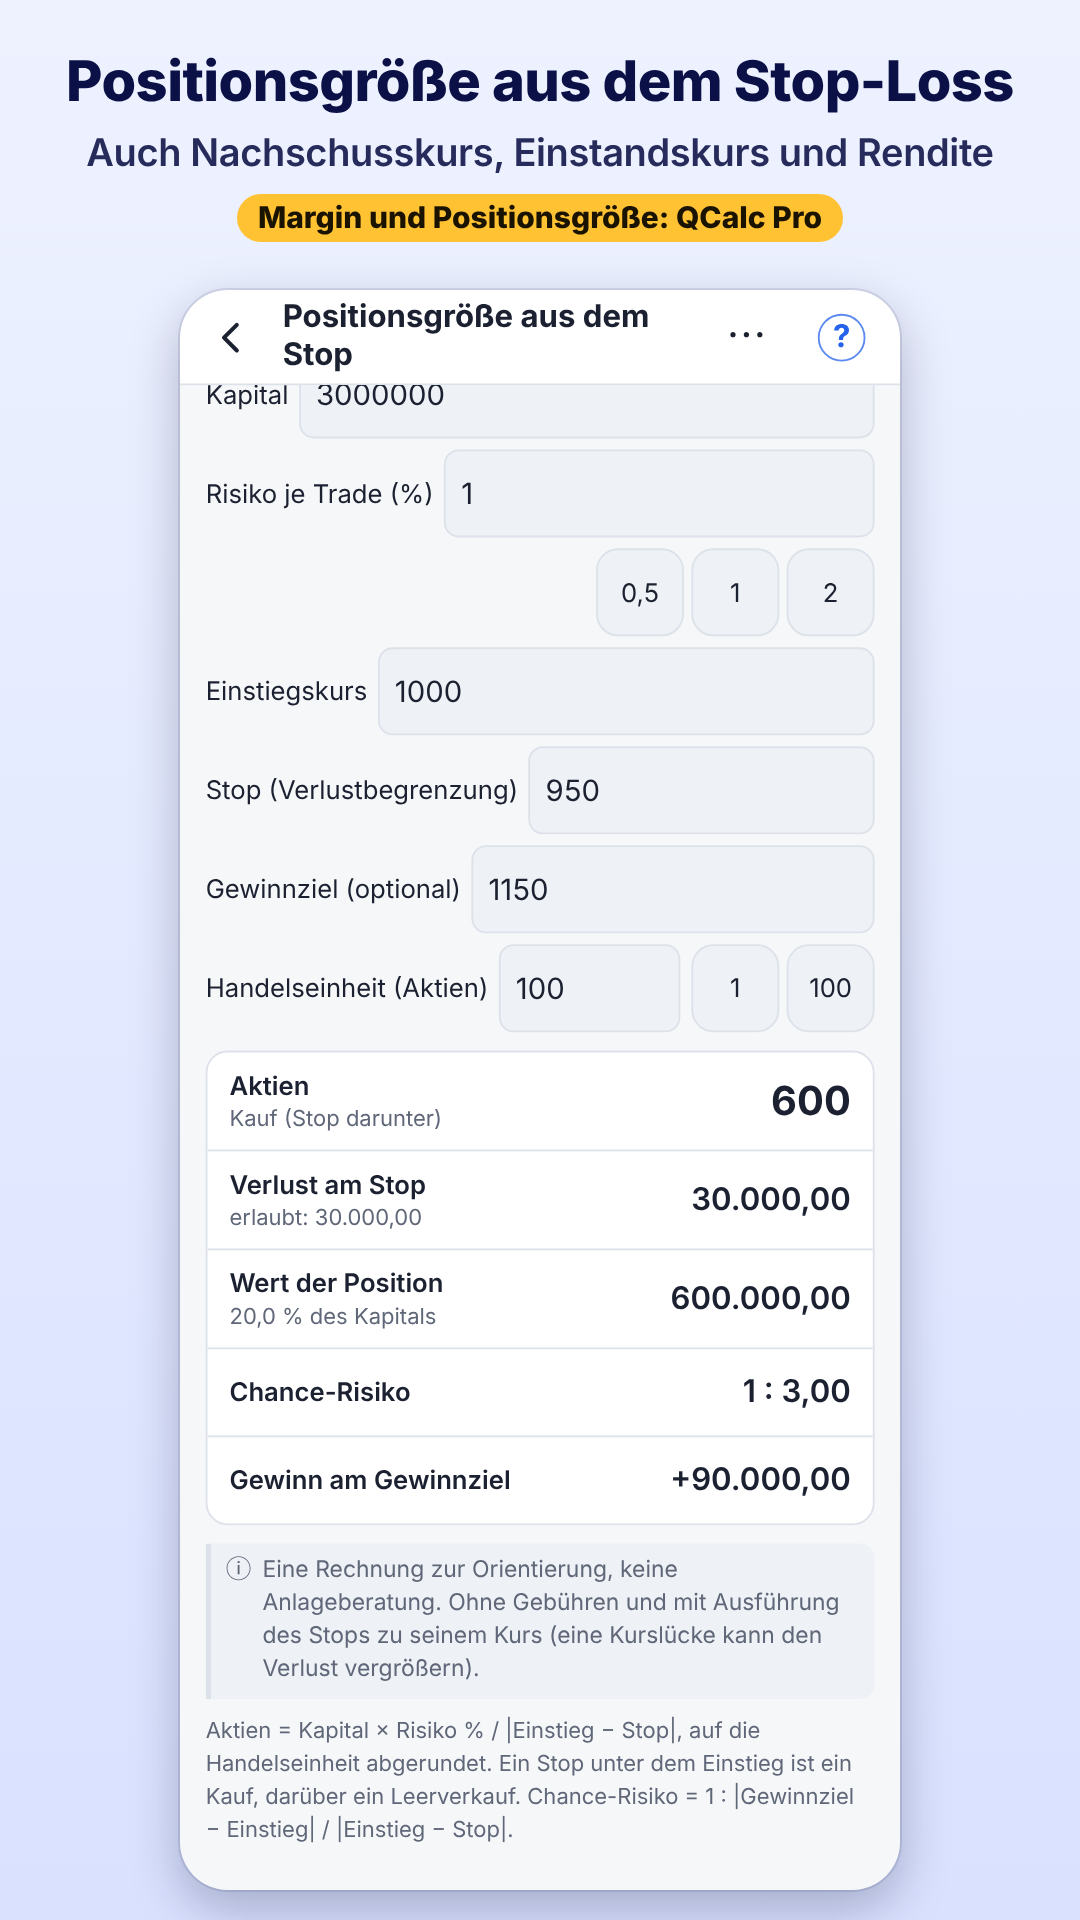 Positionsgröße aus dem Stop-Loss
Auch Nachschusskurs, Einstandskurs und Rendite
Margin und Positionsgröße: QCalc Pro
Positionsgröße aus dem
Stop
...
?
Kapital 3000000
Risiko je Trade (%) 1
0,5 1 2
Einstiegskurs 1000
Stop (Verlustbegrenzung) 950
Gewinnziel (optional) 1150
Handelseinheit (Aktien) 100 1 100
Aktien
Kauf (Stop darunter)
600
Verlust am Stop
erlaubt: 30.000,00
30.000,00
Wert der Position
20,0 % des Kapitals
600.000,00
Chance-Risiko 1 : 3,00
Gewinn am Gewinnziel +90.000,00
Eine Rechnung zur Orientierung, keine
Anlageberatung. Ohne Gebühren und mit Ausführung
des Stops zu seinem Kurs (eine Kurslücke kann den
Verlust vergrößern).
Aktien = Kapital × Risiko % / |Einstieg − Stop|, auf die
Handelseinheit abgerundet. Ein Stop unter dem Einstieg ist ein
Kauf, darüber ein Leerverkauf. Chance-Risiko = 1 : |Gewinnziel
− Einstieg| / |Einstieg − Stop|.